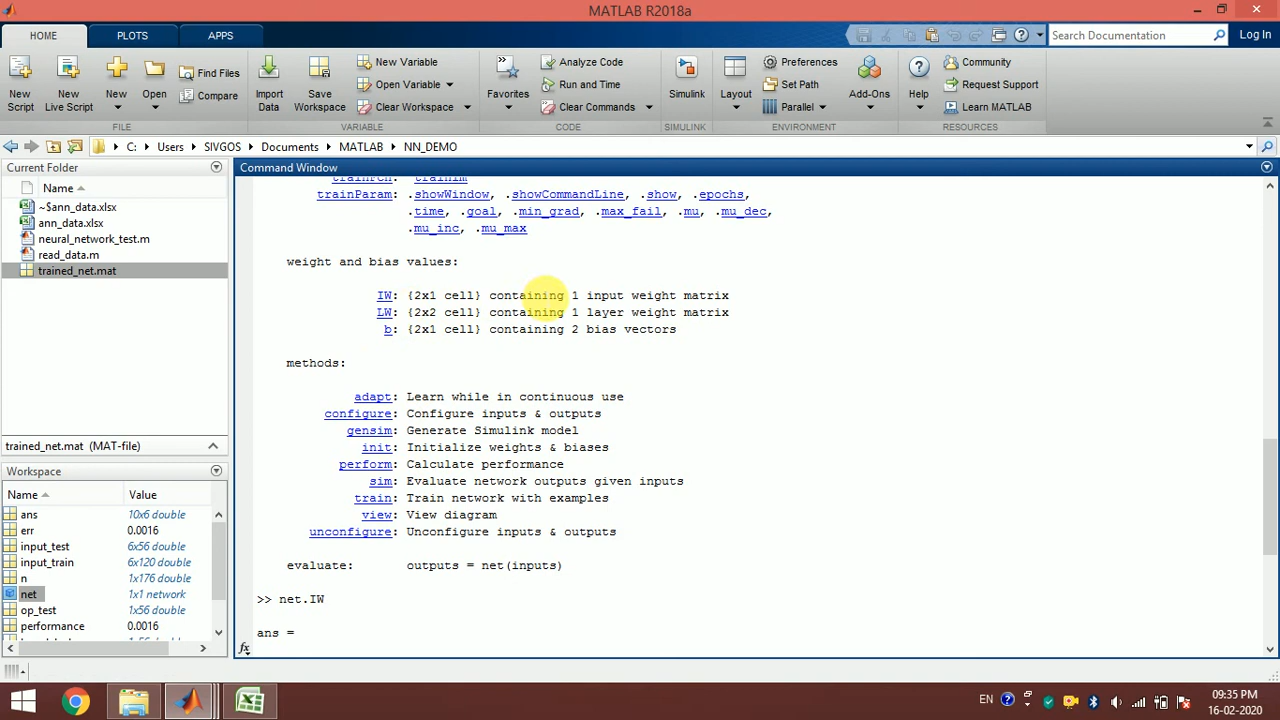 MATLAB R2018a
HOME PLOTS APPS Search Documentation Log In
New Script
New Live Script
New
Open
Find Files
Compare
FILE
Import Data
Save Workspace
New Variable
Open Variable
Clear Workspace
VARIABLE
Favorites
Analyze Code
Run and Time
Clear Commands
CODE
Simulink
SIMULINK
Layout
Preferences
Set Path
Parallel
Add-Ons
ENVIRONMENT
Help
Community
Request Support
Learn MATLAB
RESOURCES
C: Users SIVGOS Documents MATLAB NN_DEMO
Current Folder
Name
~$ann_data.xlsx
ann_data.xlsx
neural_network_test.m
read_data.m
trained_net.mat
trained_net.mat (MAT-file)
Workspace
Name Value
ans 10x6 double
err 0.0016
input_test 6x56 double
input_train 6x120 double
n 1x176 double
net 1x1 network
op_test 1x56 double
performance 0.0016
Command Window
trainFcn: 'trainlm'
trainParam: .showWindow, .showCommandLine, .show, .epochs,
.time, .goal, .min_grad, .max_fail, .mu, .mu_dec,
.mu_inc, .mu_max
weight and bias values:
IW: {2x1 cell} containing 1 input weight matrix
LW: {2x2 cell} containing 1 layer weight matrix
b: {2x1 cell} containing 2 bias vectors
methods:
adapt: Learn while in continuous use
configure: Configure inputs & outputs
gensim: Generate Simulink model
init: Initialize weights & biases
perform: Calculate performance
sim: Evaluate network outputs given inputs
train: Train network with examples
view: View diagram
unconfigure: Unconfigure inputs & outputs
evaluate: outputs = net(inputs)
>> net.IW
ans =
fx
EN 09:35 PM
16-02-2020